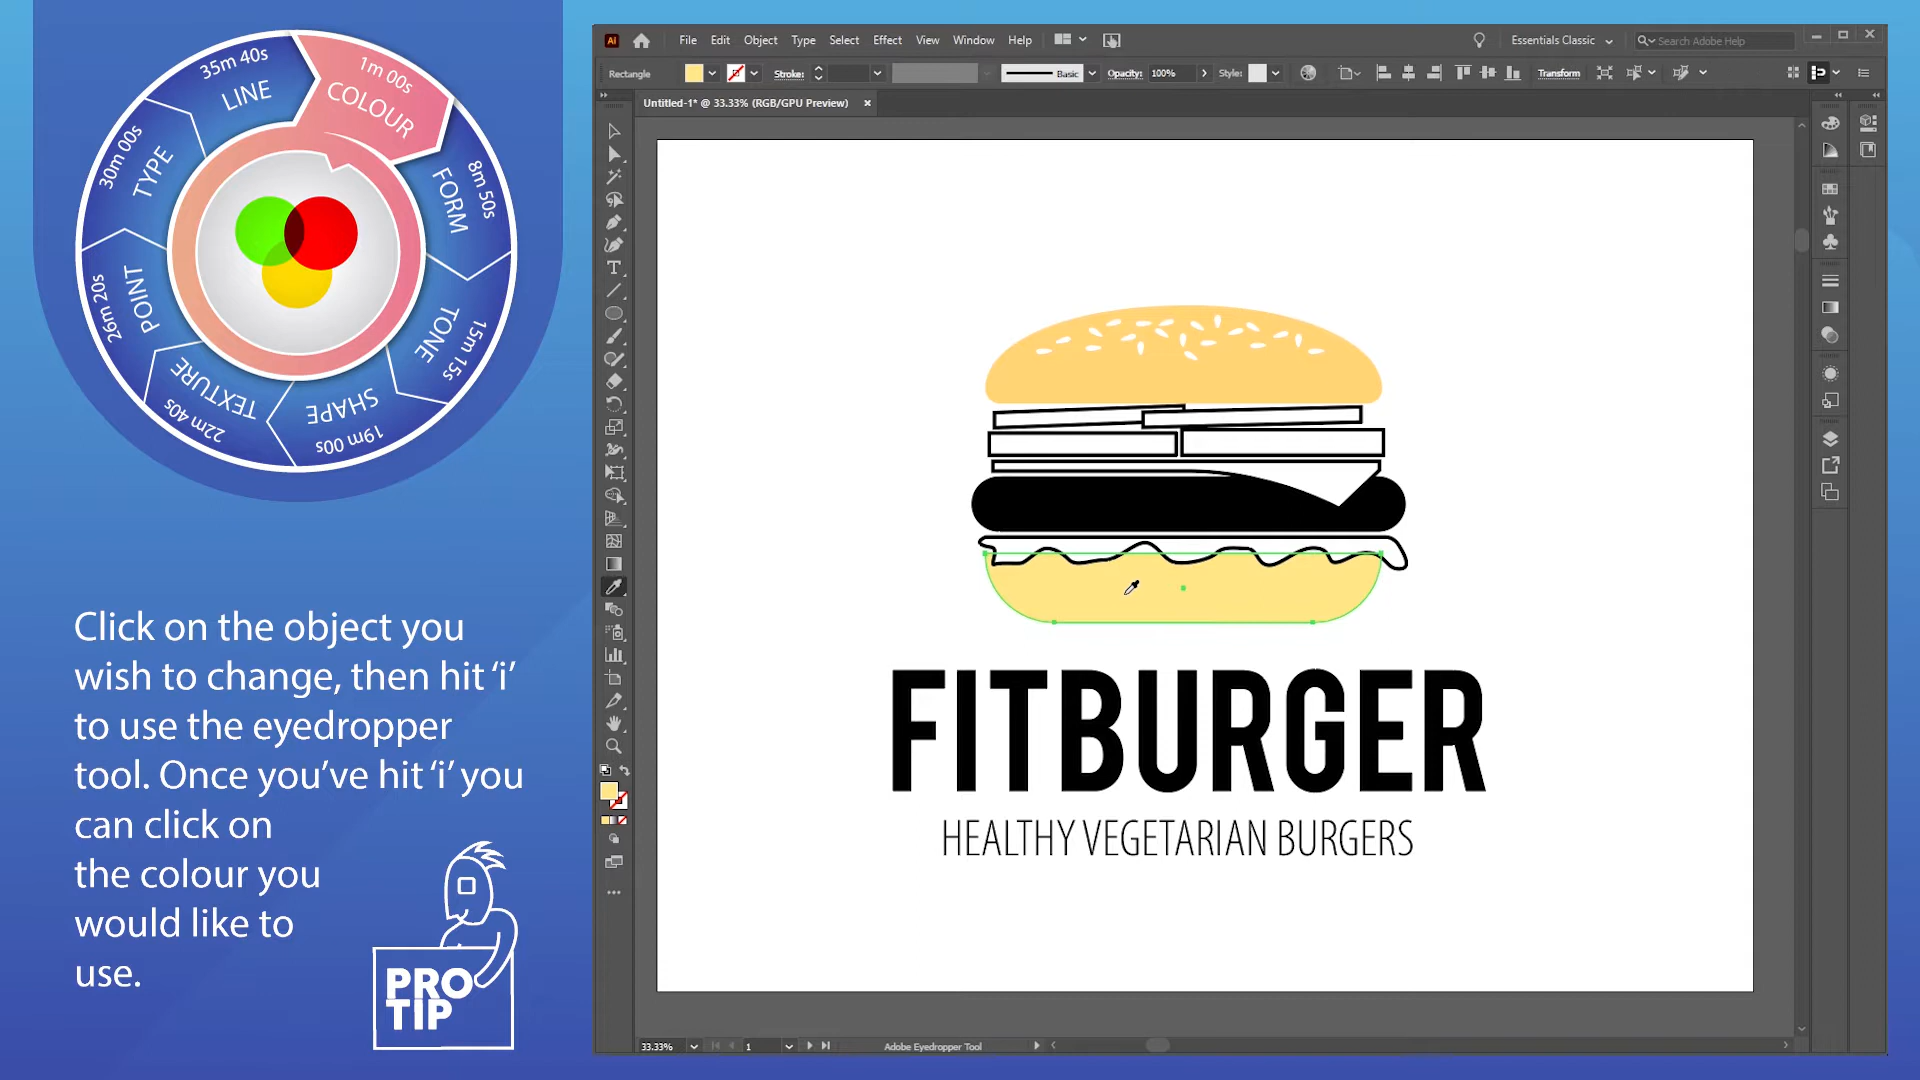 35m 40s
LINE
1m 00s
COLOUR
8m 50s
FORM
15m 15s
TONE
19m 00s
SHAPE
22m 40s
TEXTURE
26m 20s
POINT
30m 00s
TYPE
Click on the object you
wish to change, then hit ‘i’
to use the eyedropper
tool. Once you’ve hit ‘i’ you
can click on
the colour you
would like to
use.
PRO
TIP
Ai File Edit Object Type Select Effect View Window Help Essentials Classic Search Adobe Help
Rectangle Stroke: Basic Opacity: 100% Style: Transform
Untitled-1* @ 33.33% (RGB/GPU Preview)
FITBURGER
HEALTHY VEGETARIAN BURGERS
33.33% 1 Adobe Eyedropper Tool